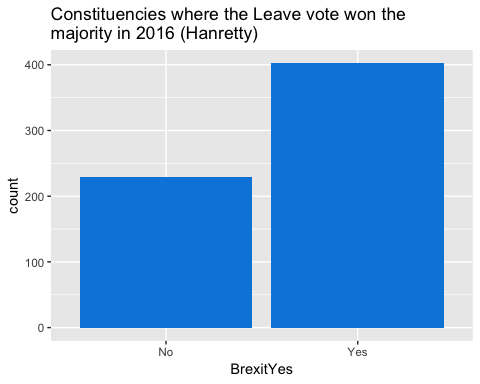 Constituencies where the Leave vote won the
majority in 2016 (Hanretty)
400
300
200
100
0
count
No
Yes
BrexitYes